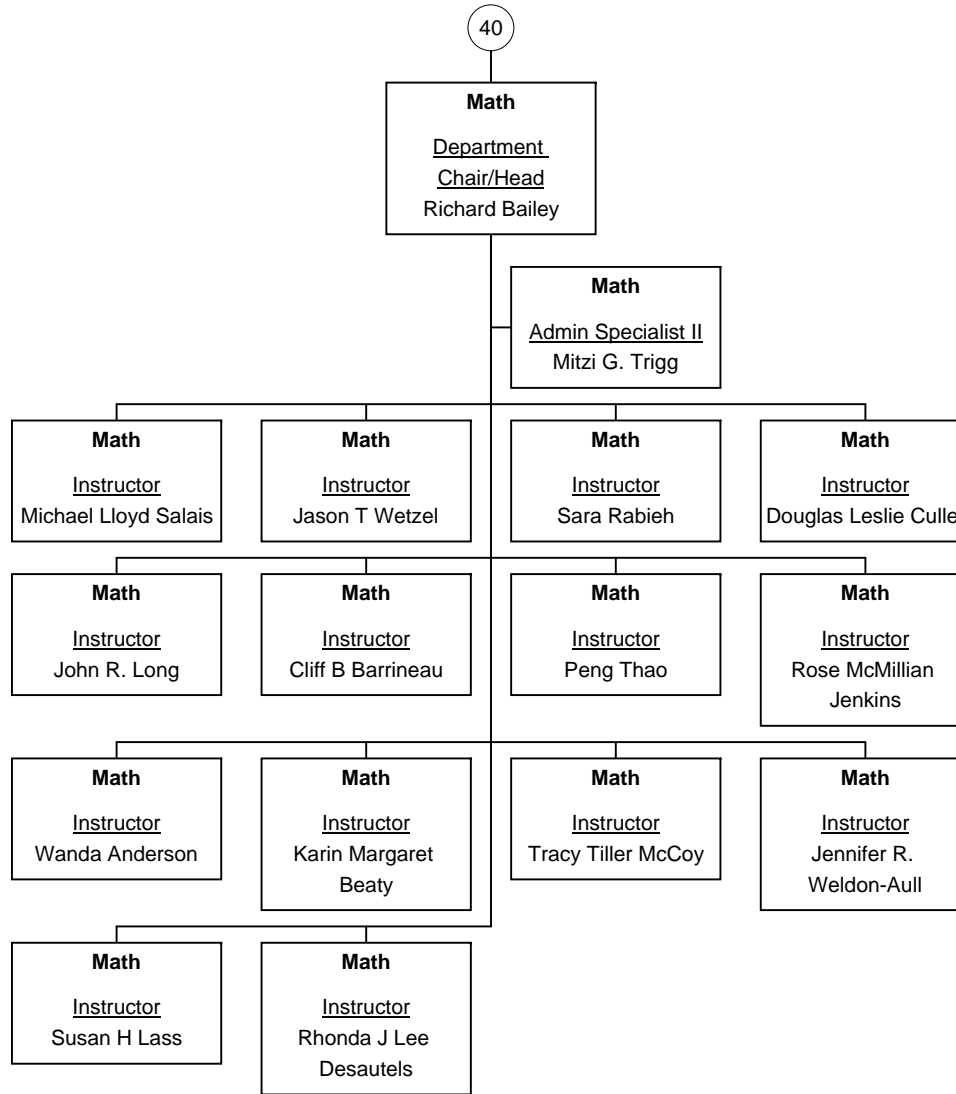 40
Math
Department
Chair/Head
Richard Bailey
Math
Admin Specialist II
Mitzi G. Trigg
Math
Instructor
Michael Lloyd Salais
Math
Instructor
Jason T Wetzel
Math
Instructor
Sara Rabieh
Math
Instructor
Douglas Leslie Culle
Math
Instructor
John R. Long
Math
Instructor
Cliff B Barrineau
Math
Instructor
Peng Thao
Math
Instructor
Rose McMillian
Jenkins
Math
Instructor
Wanda Anderson
Math
Instructor
Karin Margaret
Beaty
Math
Instructor
Tracy Tiller McCoy
Math
Instructor
Jennifer R.
Weldon-Aull
Math
Instructor
Susan H Lass
Math
Instructor
Rhonda J Lee
Desautels